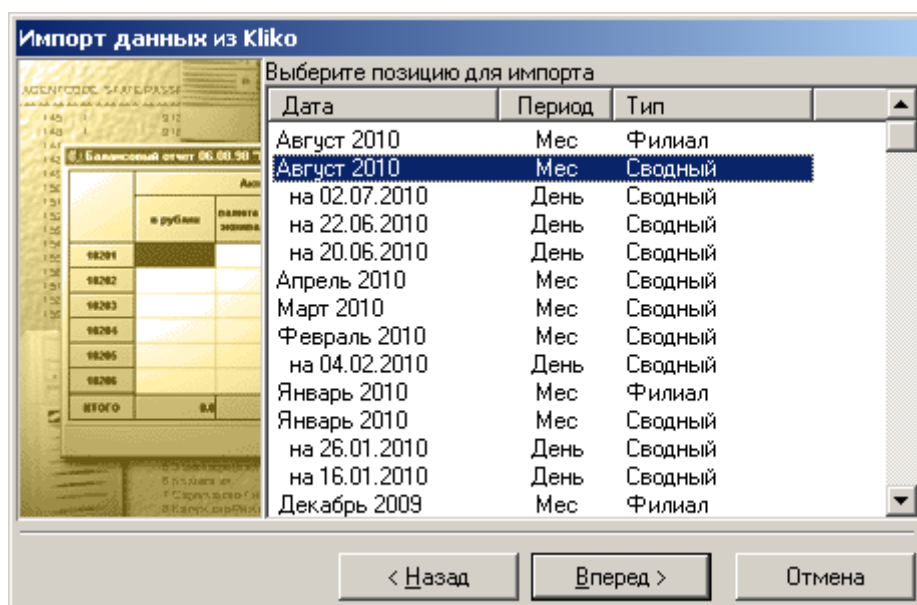 Импорт данных из Kliko
Выберите позицию для импорта
Дата Период Тип
Август 2010 Мес Филиал
Август 2010 Мес Сводный
на 02.07.2010 День Сводный
на 22.06.2010 День Сводный
на 20.06.2010 День Сводный
Апрель 2010 Мес Сводный
Март 2010 Мес Сводный
Февраль 2010 Мес Сводный
на 04.02.2010 День Сводный
Январь 2010 Мес Филиал
Январь 2010 Мес Сводный
на 26.01.2010 День Сводный
на 16.01.2010 День Сводный
Декабрь 2009 Мес Филиал
Балансовый отчет 06.08.98
в рублях
10201
10202
10203
10204
10205
10206
ИТОГО 0.0
< Назад Вперед > Отмена